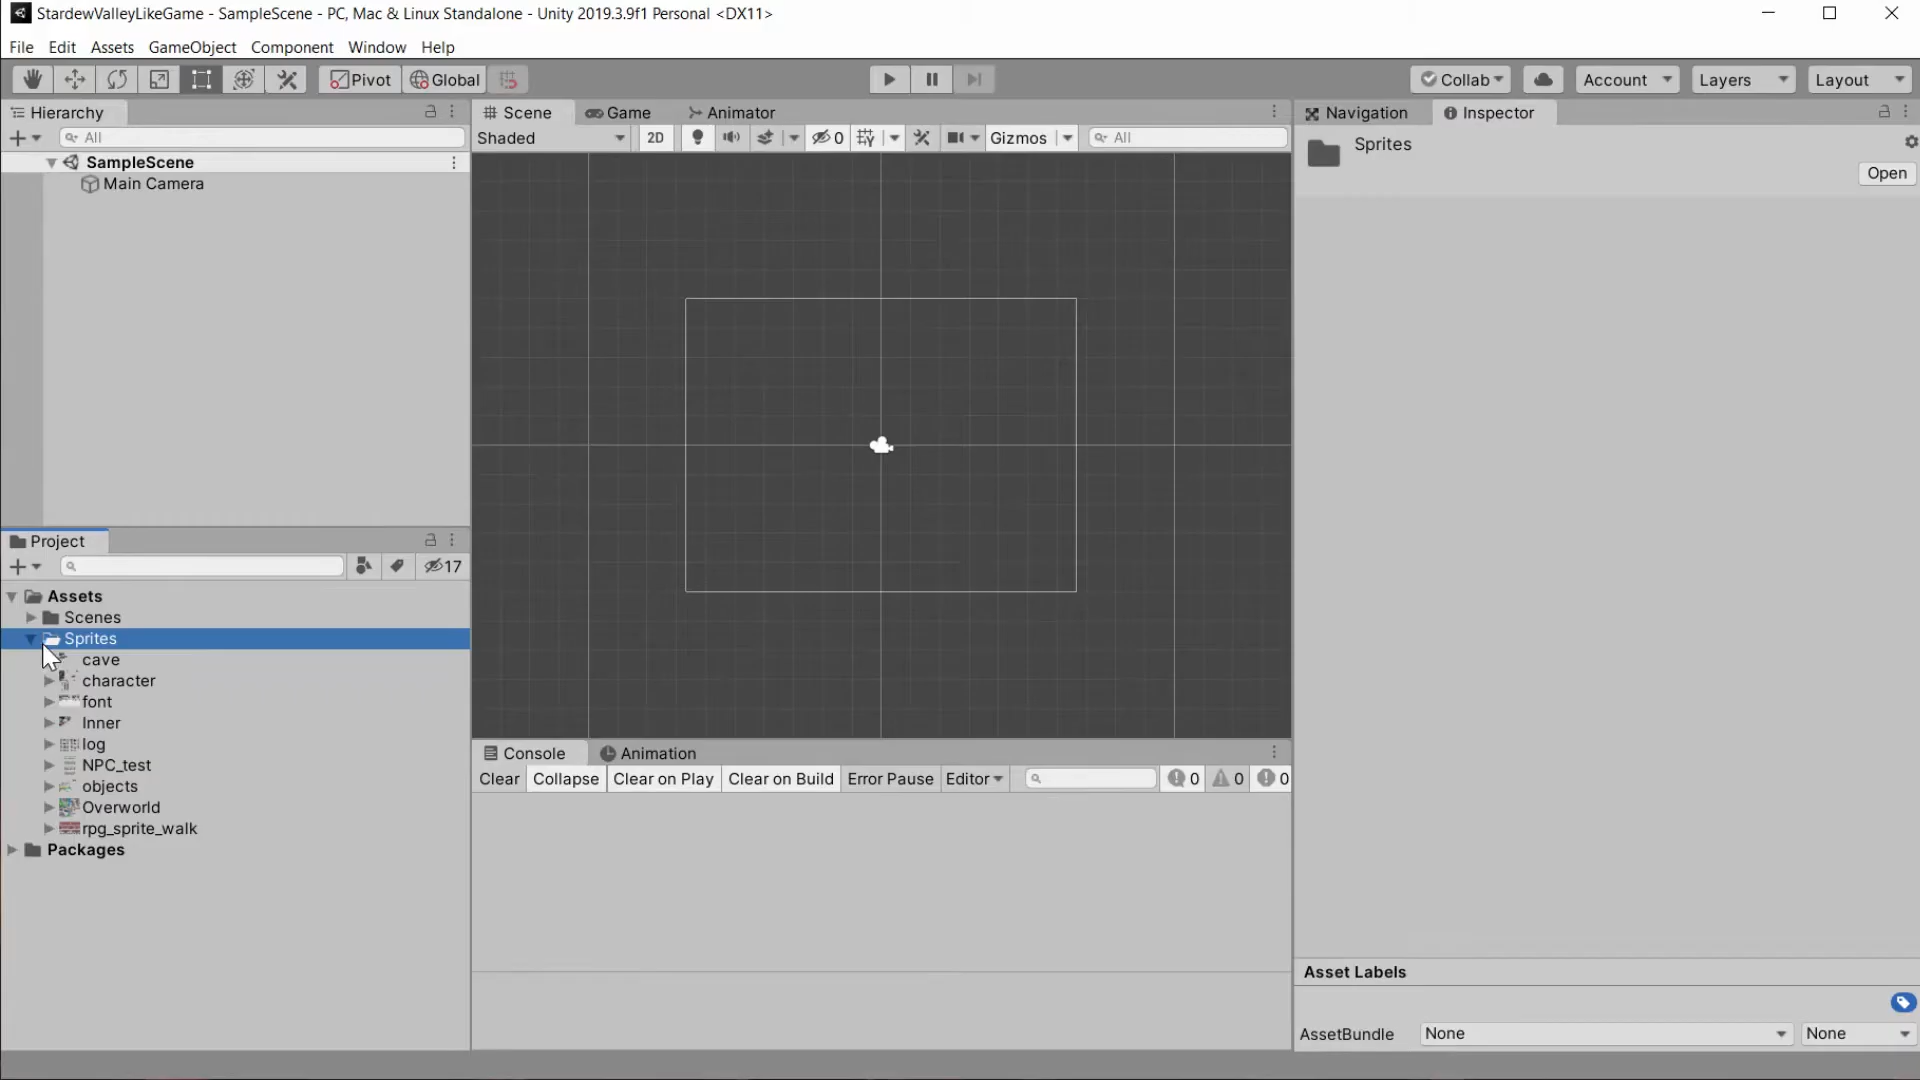 StardewValleyLikeGame - SampleScene - PC, Mac & Linux Standalone - Unity 2019.3.9f1 Personal <DX11>
File Edit Assets GameObject Component Window Help
Pivot Global Collab Account Layers Layout
Hierarchy
All
SampleScene
Main Camera
Scene Game Animator
Shaded 2D 0 Gizmos All
Navigation Inspector
Sprites
Open
Project
17
Assets
Scenes
Sprites
cave
character
font
Inner
log
NPC_test
objects
Overworld
rpg_sprite_walk
Packages
Console Animation
Clear Collapse Clear on Play Clear on Build Error Pause Editor 0 0 0
Asset Labels
AssetBundle None None